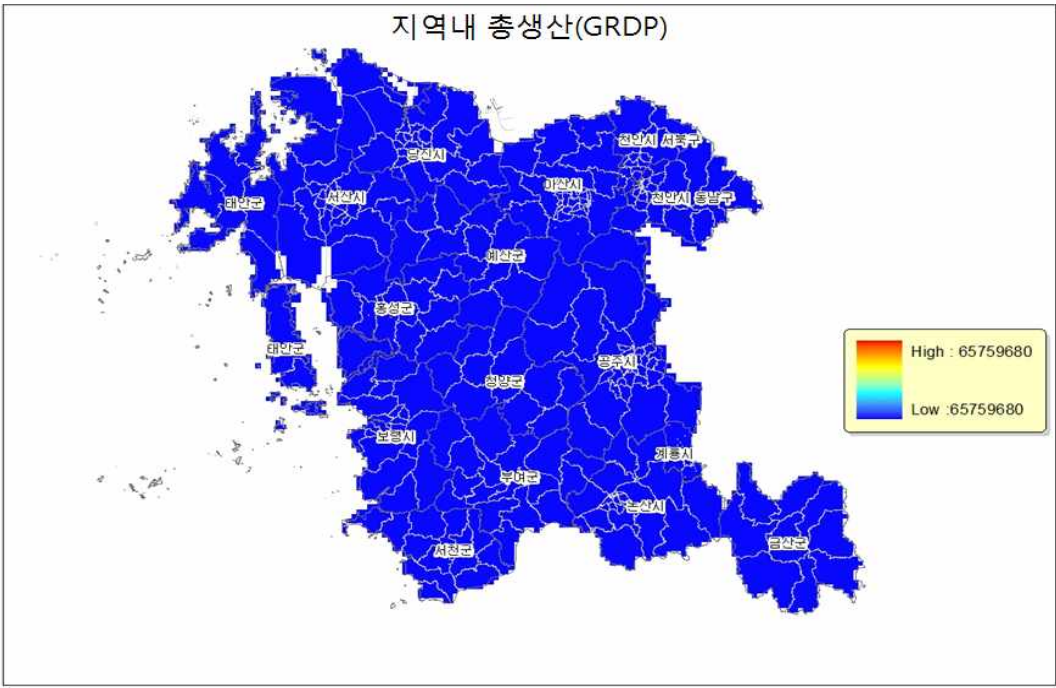 지역내 총생산(GRDP)
천안시 서북구
당진시
아산시
태안군
서산시
천안시 동남구
예산군
홍성군
태안군
공주시
청양군
High : 65759680
Low :65759680
보령시
계룡시
부여군
논산시
서천군
금산군